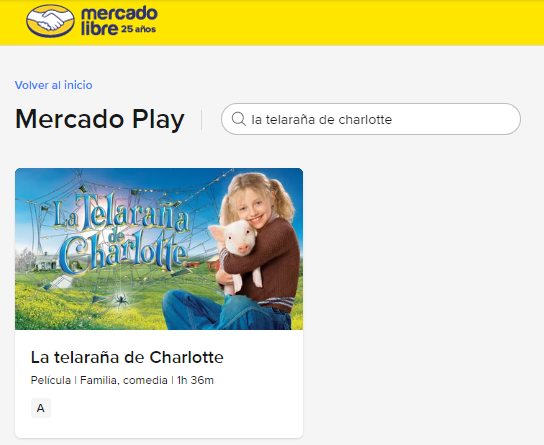 mercado
libre 25 años
Volver al inicio
Mercado Play
la telaraña de charlotte
La Telaraña
de
Charlotte
La telaraña de Charlotte
Película | Familia, comedia | 1h 36m
A